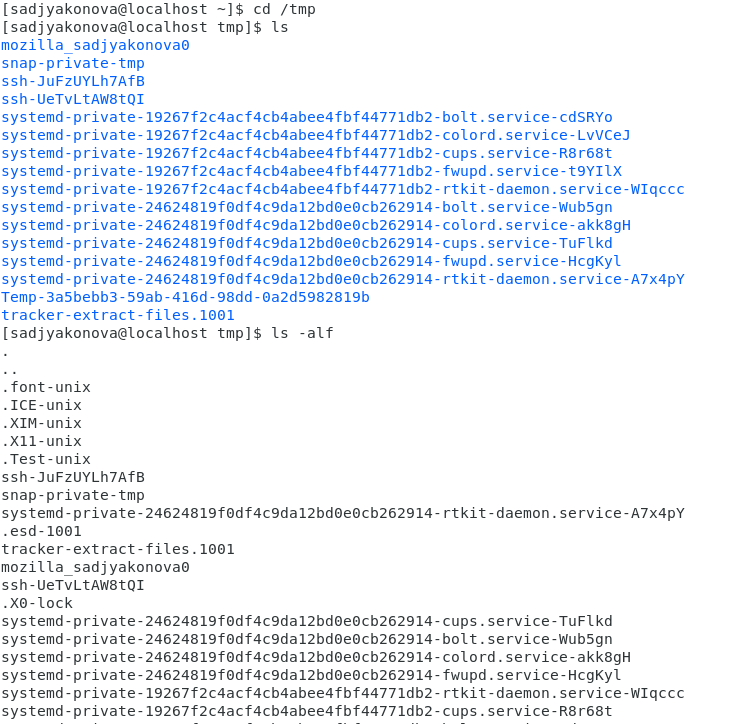 [sadjyakonova@localhost ~]$ cd /tmp
[sadjyakonova@localhost tmp]$ ls
mozilla_sadjyakonova0
snap-private-tmp
ssh-JuFzUYLh7AfB
ssh-UeTvLtAW8tQI
systemd-private-19267f2c4acf4cb4abee4fbf44771db2-bolt.service-cdSRYo
systemd-private-19267f2c4acf4cb4abee4fbf44771db2-colord.service-LvVCeJ
systemd-private-19267f2c4acf4cb4abee4fbf44771db2-cups.service-R8r68t
systemd-private-19267f2c4acf4cb4abee4fbf44771db2-fwupd.service-t9YIlX
systemd-private-19267f2c4acf4cb4abee4fbf44771db2-rtkit-daemon.service-WIqccc
systemd-private-24624819f0df4c9da12bd0e0cb262914-bolt.service-Wub5gn
systemd-private-24624819f0df4c9da12bd0e0cb262914-colord.service-akk8gH
systemd-private-24624819f0df4c9da12bd0e0cb262914-cups.service-TuFlkd
systemd-private-24624819f0df4c9da12bd0e0cb262914-fwupd.service-HcgKyl
systemd-private-24624819f0df4c9da12bd0e0cb262914-rtkit-daemon.service-A7x4pY
Temp-3a5bebb3-59ab-416d-98dd-0a2d5982819b
tracker-extract-files.1001
[sadjyakonova@localhost tmp]$ ls -alf
.
..
.font-unix
.ICE-unix
.XIM-unix
.X11-unix
.Test-unix
ssh-JuFzUYLh7AfB
snap-private-tmp
systemd-private-24624819f0df4c9da12bd0e0cb262914-rtkit-daemon.service-A7x4pY
.esd-1001
tracker-extract-files.1001
mozilla_sadjyakonova0
ssh-UeTvLtAW8tQI
.X0-lock
systemd-private-24624819f0df4c9da12bd0e0cb262914-cups.service-TuFlkd
systemd-private-24624819f0df4c9da12bd0e0cb262914-bolt.service-Wub5gn
systemd-private-24624819f0df4c9da12bd0e0cb262914-colord.service-akk8gH
systemd-private-24624819f0df4c9da12bd0e0cb262914-fwupd.service-HcgKyl
systemd-private-19267f2c4acf4cb4abee4fbf44771db2-rtkit-daemon.service-WIqccc
systemd-private-19267f2c4acf4cb4abee4fbf44771db2-cups.service-R8r68t